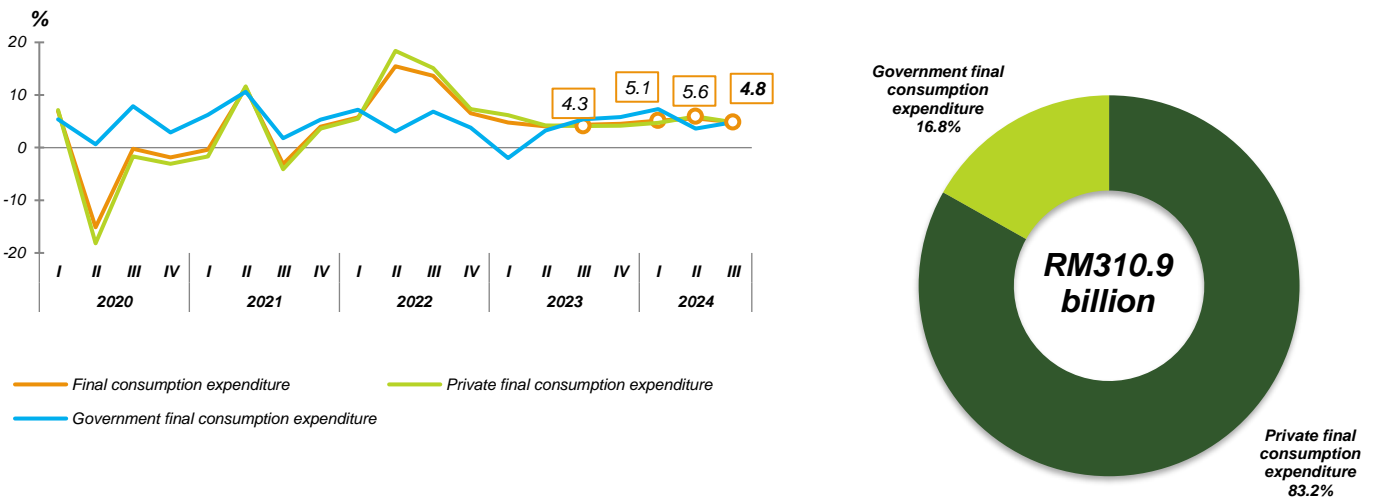 %
20
10
0
-10
-20
4.3
5.1
5.6
4.8
I II III IV I II III IV I II III IV I II III IV I II III
2020 2021 2022 2023 2024
Final consumption expenditure
Private final consumption expenditure
Government final consumption expenditure
Government final
consumption
expenditure
16.8%
RM310.9
billion
Private final
consumption
expenditure
83.2%